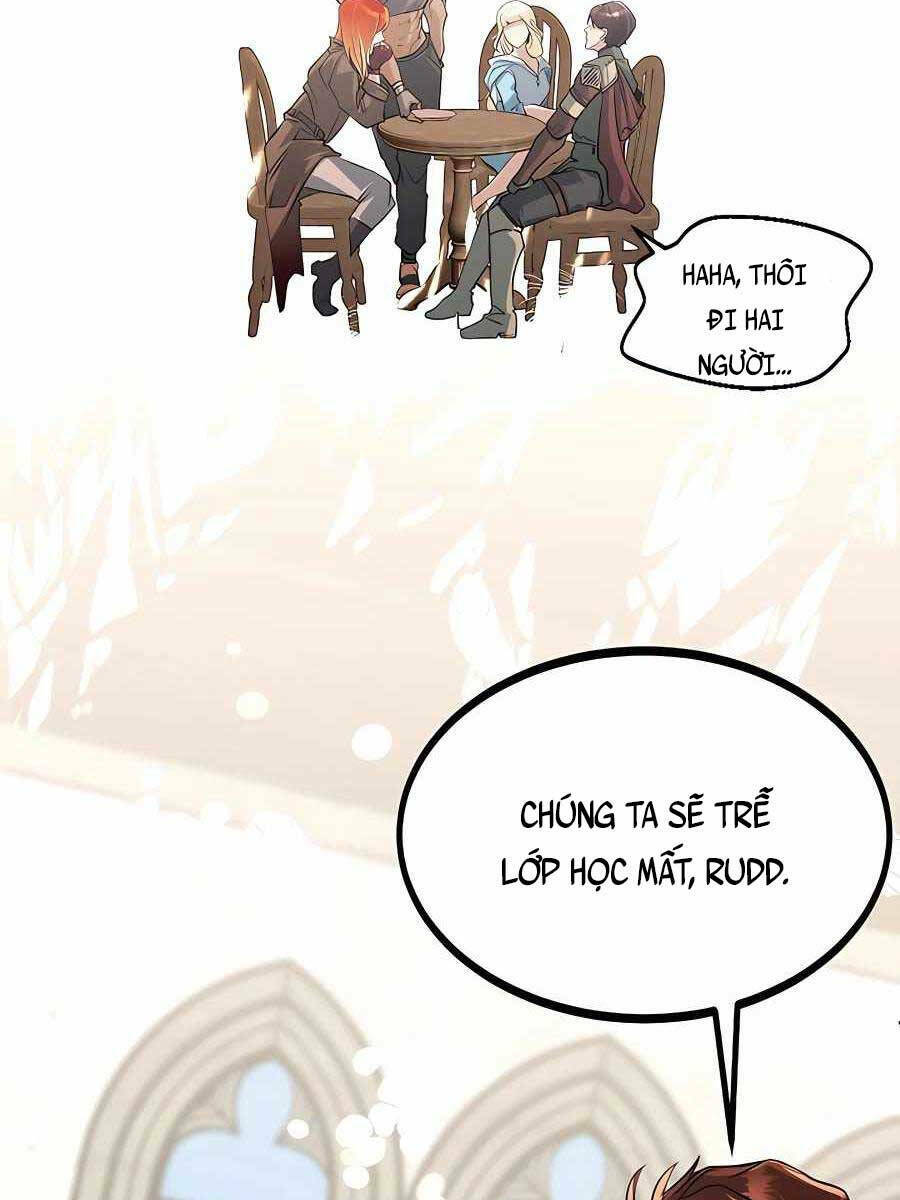 HAHA, THÔI
ĐI HAI
NGƯỜI...
CHÚNG TA SẼ TRỄ
LỚP HỌC MẤT, RUDD.